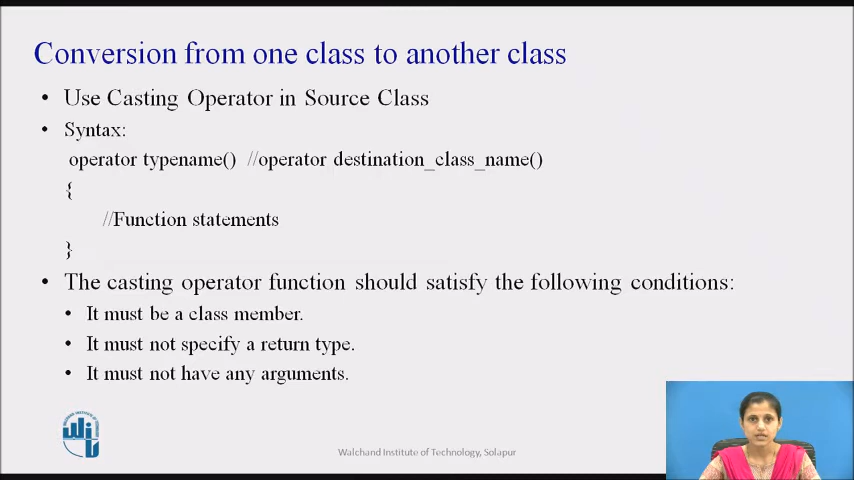 Conversion from one class to another class
• Use Casting Operator in Source Class
• Syntax:
operator typename() //operator destination_class_name()
{
//Function statements
}
• The casting operator function should satisfy the following conditions:
• It must be a class member.
• It must not specify a return type.
• It must not have any arguments.
Walchand Institute of Technology, Solapur